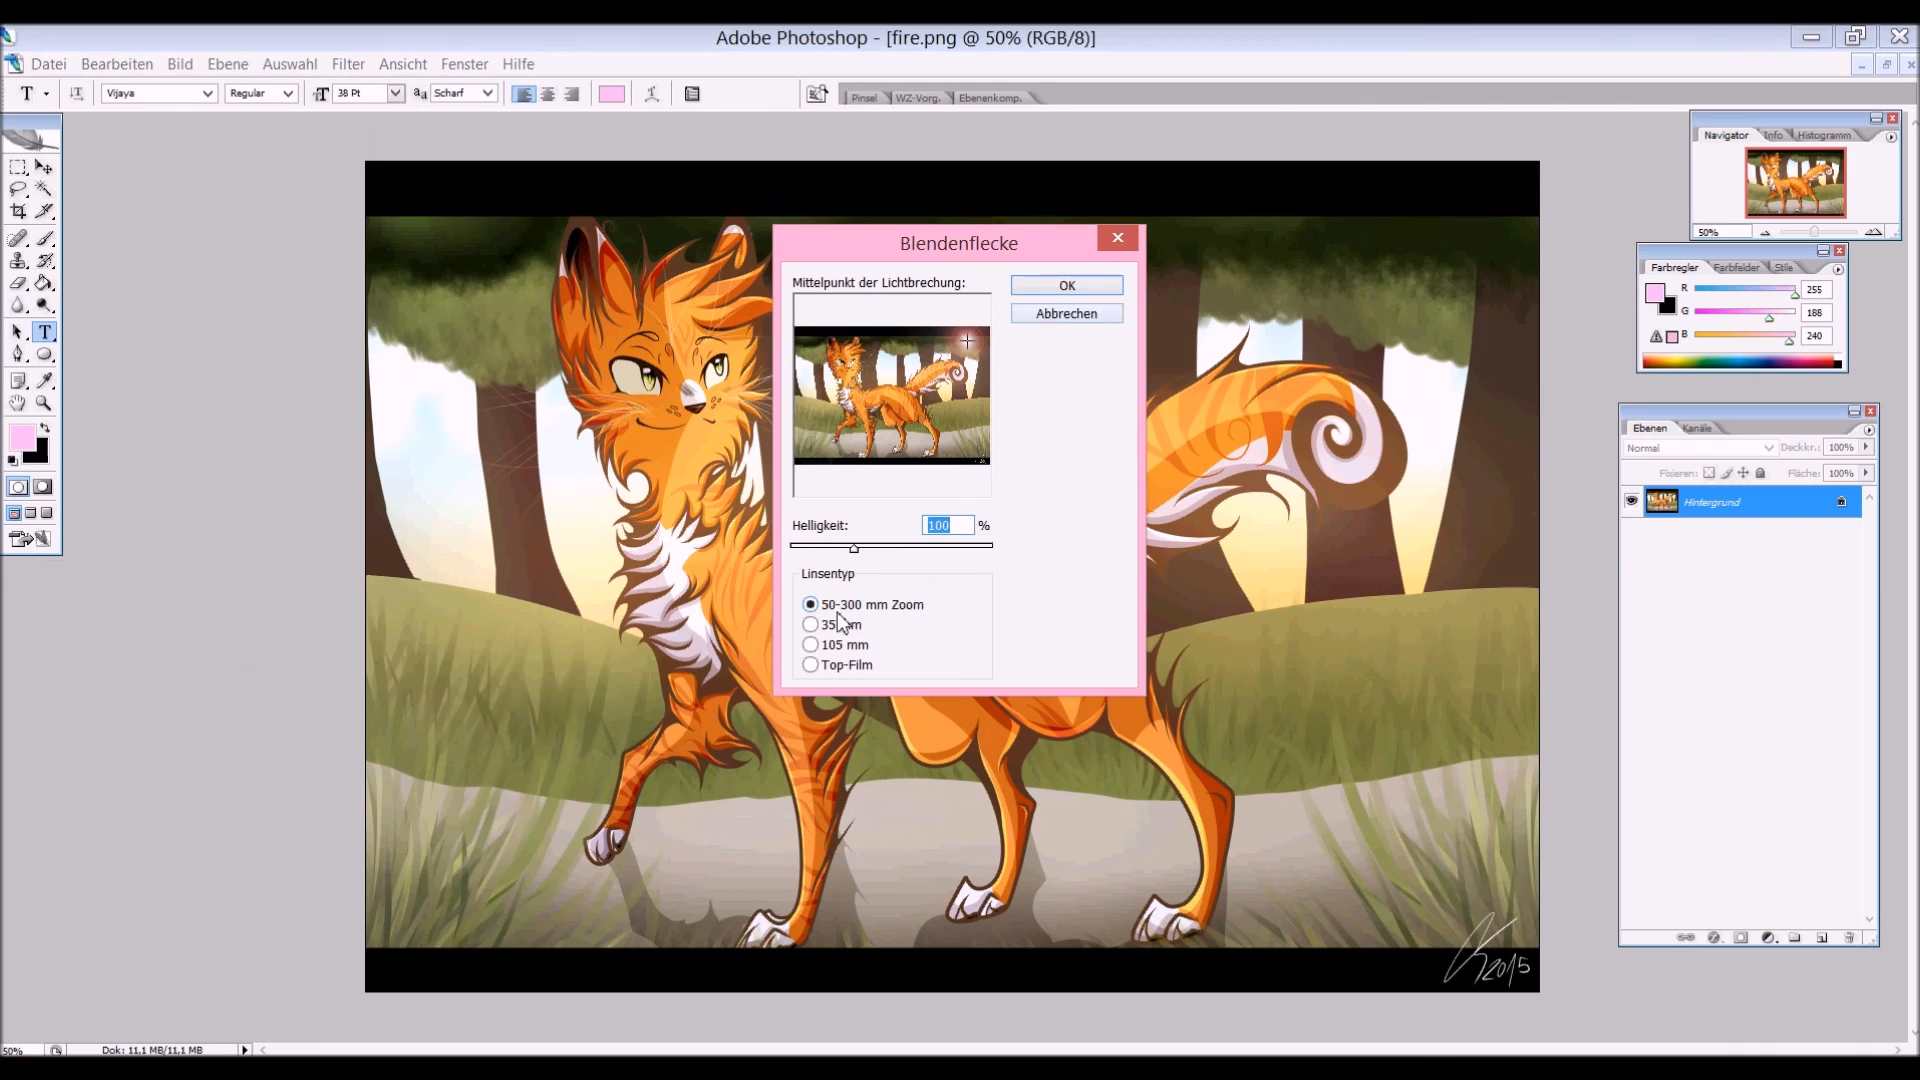 Adobe Photoshop - [fire.png @ 50% (RGB/8)]
Datei Bearbeiten Bild Ebene Auswahl Filter Ansicht Fenster Hilfe
T Vijaya Regular 38 Pt Scharf Pinsel WZ-Vorg. Ebenenkomp.
Navigator Info Histogramm
50%
Farbregler Farbfelder Stile
R 255
G 188
B 240
Blendenflecke
Mittelpunkt der Lichtbrechung:
OK
Abbrechen
Helligkeit: 100 %
Linsentyp
50-300 mm Zoom
105 mm
Top-Film
Ebenen Kanäle
Normal Deckkr.: 100%
Fixieren: Fläche: 100%
Hintergrund
2015
50% Dok: 11,1 MB/11,1 MB